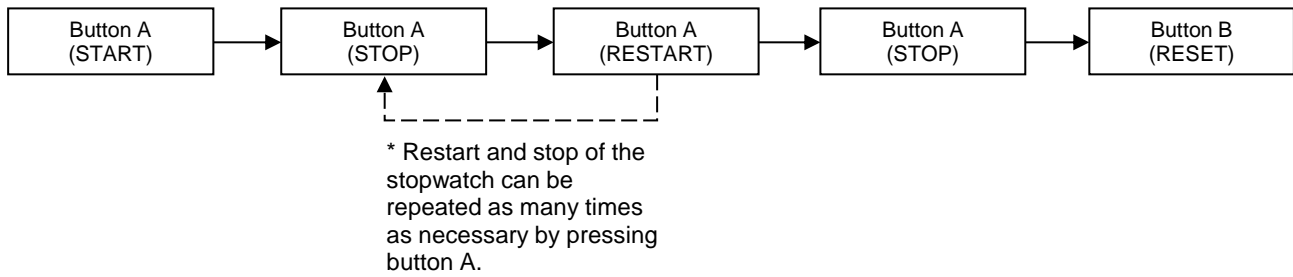 Button A
(START)
Button A
(STOP)
Button A
(RESTART)
Button A
(STOP)
Button B
(RESET)
* Restart and stop of the
stopwatch can be
repeated as many times
as necessary by pressing
button A.